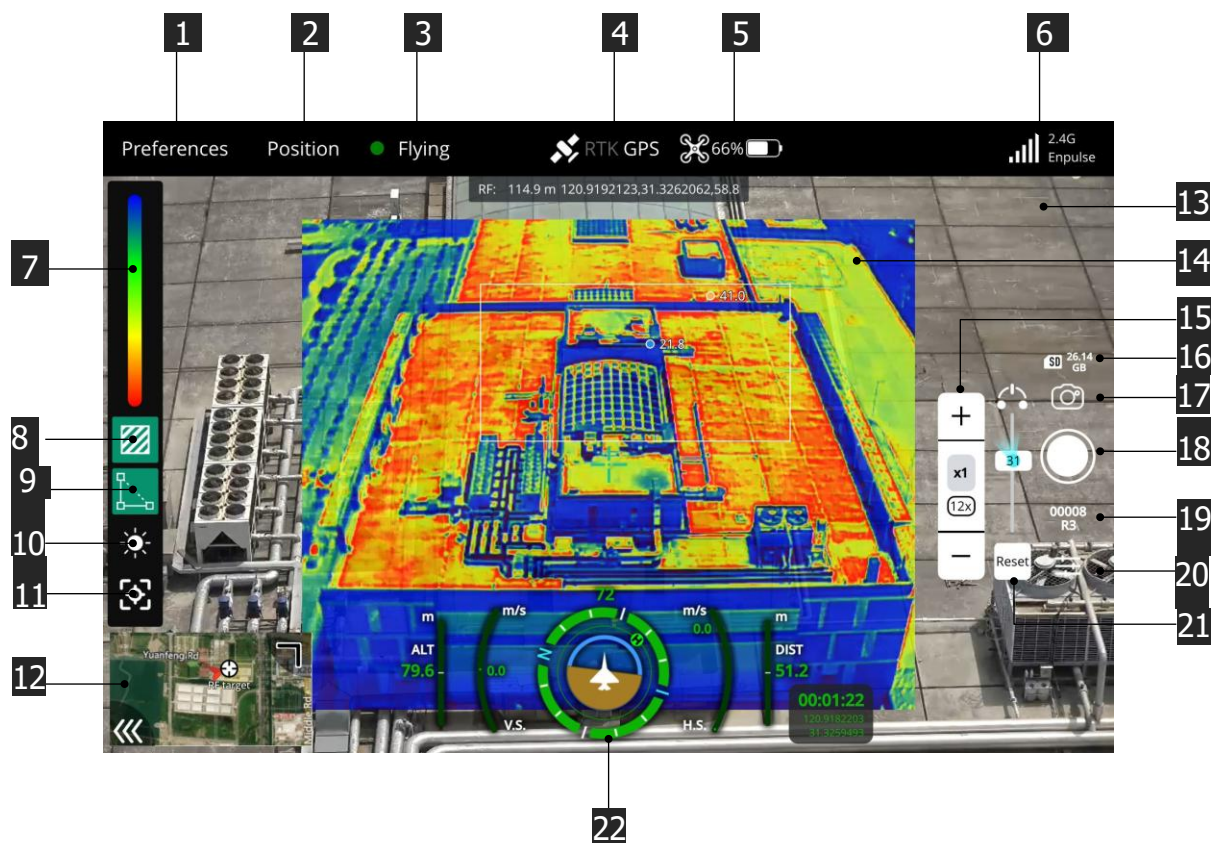 1 2 3 4 5 6
Preferences Position Flying RTK GPS 66% 2.4G
Enpulse
RF: 114.9 m 120.9192123,31.3262062,58.8
13
7
14
41.0
15
21.8
SD 26.14
GB
16
17
+
8
31
18
x1
9
12x
00008
R3
19
10
−
Reset
20
11
21
72
m m/s m/s m
0.0
Yuanfeng Rd
N
ALT DIST
79.6 0.0 51.2
RF target
12
00:01:22
120.9182203
31.3259493
V.S. H.S.
22